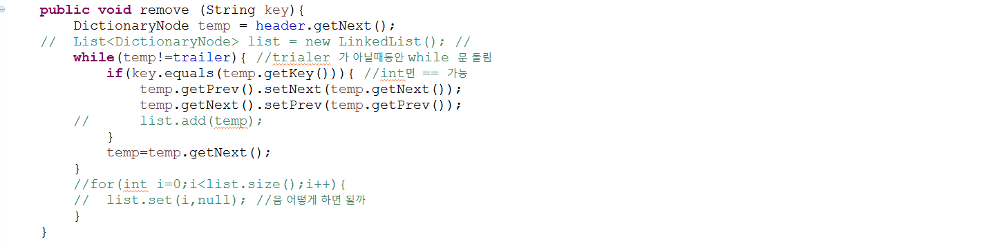 public void remove (String key){
DictionaryNode temp = header.getNext();
// List<DictionaryNode> list = new LinkedList(); //
while(temp!=trailer){ //trialer 가 아닐때동안 while 문 돌림
if(key.equals(temp.getKey())){ //int면 == 가능
temp.getPrev().setNext(temp.getNext());
temp.getNext().setPrev(temp.getPrev());
// list.add(temp);
}
temp=temp.getNext();
}
//for(int i=0;i<list.size();i++){
// list.set(i,null); //음 어떻게 하면 될까
}
}